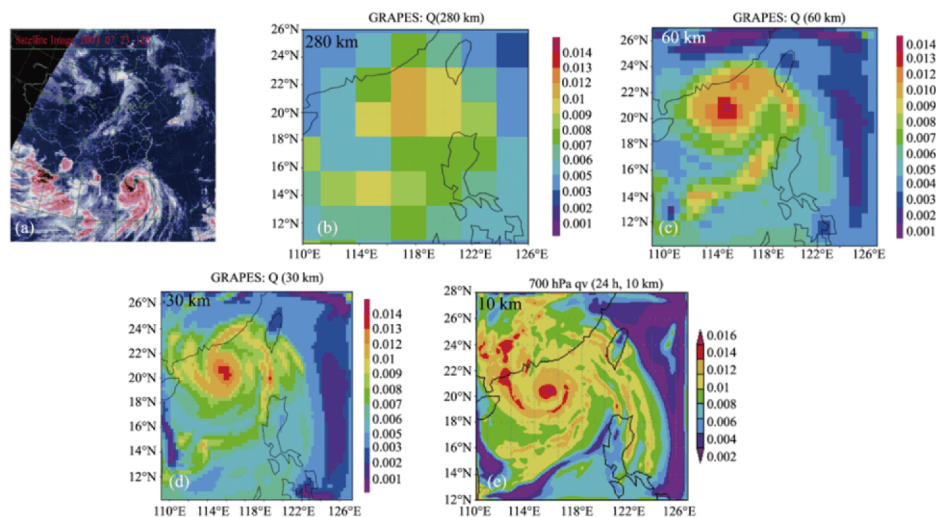 Satellite Image 2003 07 23 12h
(a)
GRAPES: Q(280 km)
280 km
26°N
24°N
22°N
20°N
18°N
16°N
14°N
12°N
(b)
110°E 114°E 118°E 122°E 126°E
0.014
0.013
0.012
0.01
0.009
0.008
0.007
0.006
0.005
0.003
0.002
0.001
GRAPES: Q (60 km)
60 km
26°N
24°N
22°N
20°N
18°N
16°N
14°N
12°N
(c)
110°E 114°E 118°E 122°E 126°E
0.014
0.013
0.012
0.01
0.009
0.008
0.007
0.006
0.005
0.003
0.002
0.001
GRAPES: Q (30 km)
30 km
26°N
24°N
22°N
20°N
18°N
16°N
14°N
12°N
(d)
110°E 114°E 118°E 122°E 126°E
0.014
0.013
0.012
0.01
0.009
0.008
0.007
0.005
0.003
0.002
0.001
700 hPa qv (24 h, 10 km)
10 km
28°N
26°N
24°N
22°N
20°N
18°N
16°N
14°N
12°N
(e)
110°E 114°E 118°E 122°E 126°E
0.016
0.014
0.012
0.01
0.008
0.006
0.004
0.002